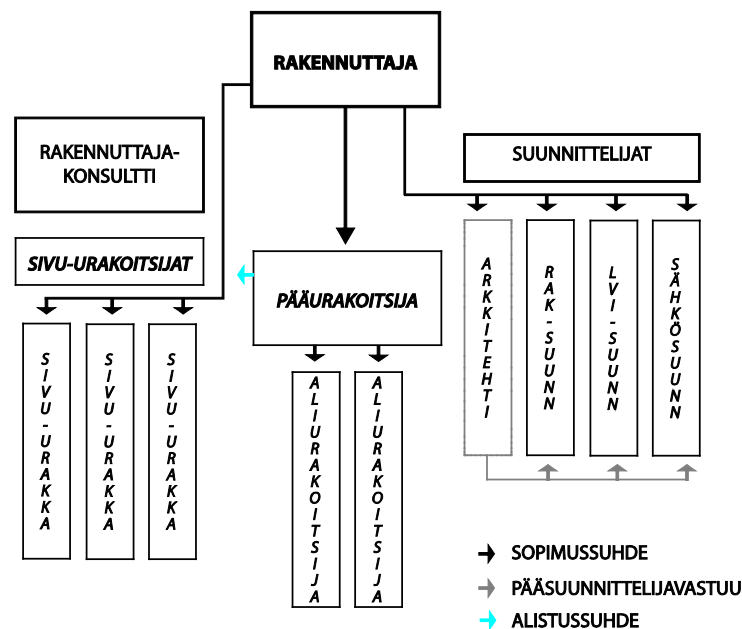 RAKENNUTTAJA
RAKENNUTTAJA-
KONSULTTI
SUUNNITTELIJAT
SIVU-URAKOITSIJAT
PÄÄURAKOITSIJA
ARKKITEHTI
RAK-SUUNN
LVI-SUUNN
SÄHKÖSUUNN
SIVU-URAKKA
SIVU-URAKKA
SIVU-URAKKA
ALIURAKOITSIJA
ALIURAKOITSIJA
SOPIMUSSUHDE
PÄÄSUUNNITTELIJAVASTUU
ALISTUSSUHDE